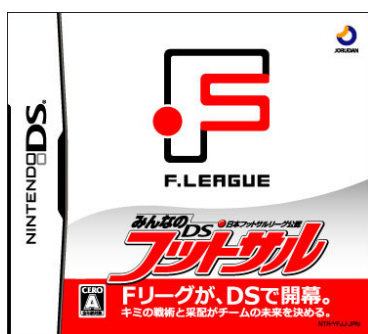 JORUDAN
NINTENDO DS
F.LEAGUE
みんなのDS
日本フットサルリーグ公認
フットサル
CERO
A
Fリーグが、DSで開幕。
キミの戦術と采配がチームの未来を決める。